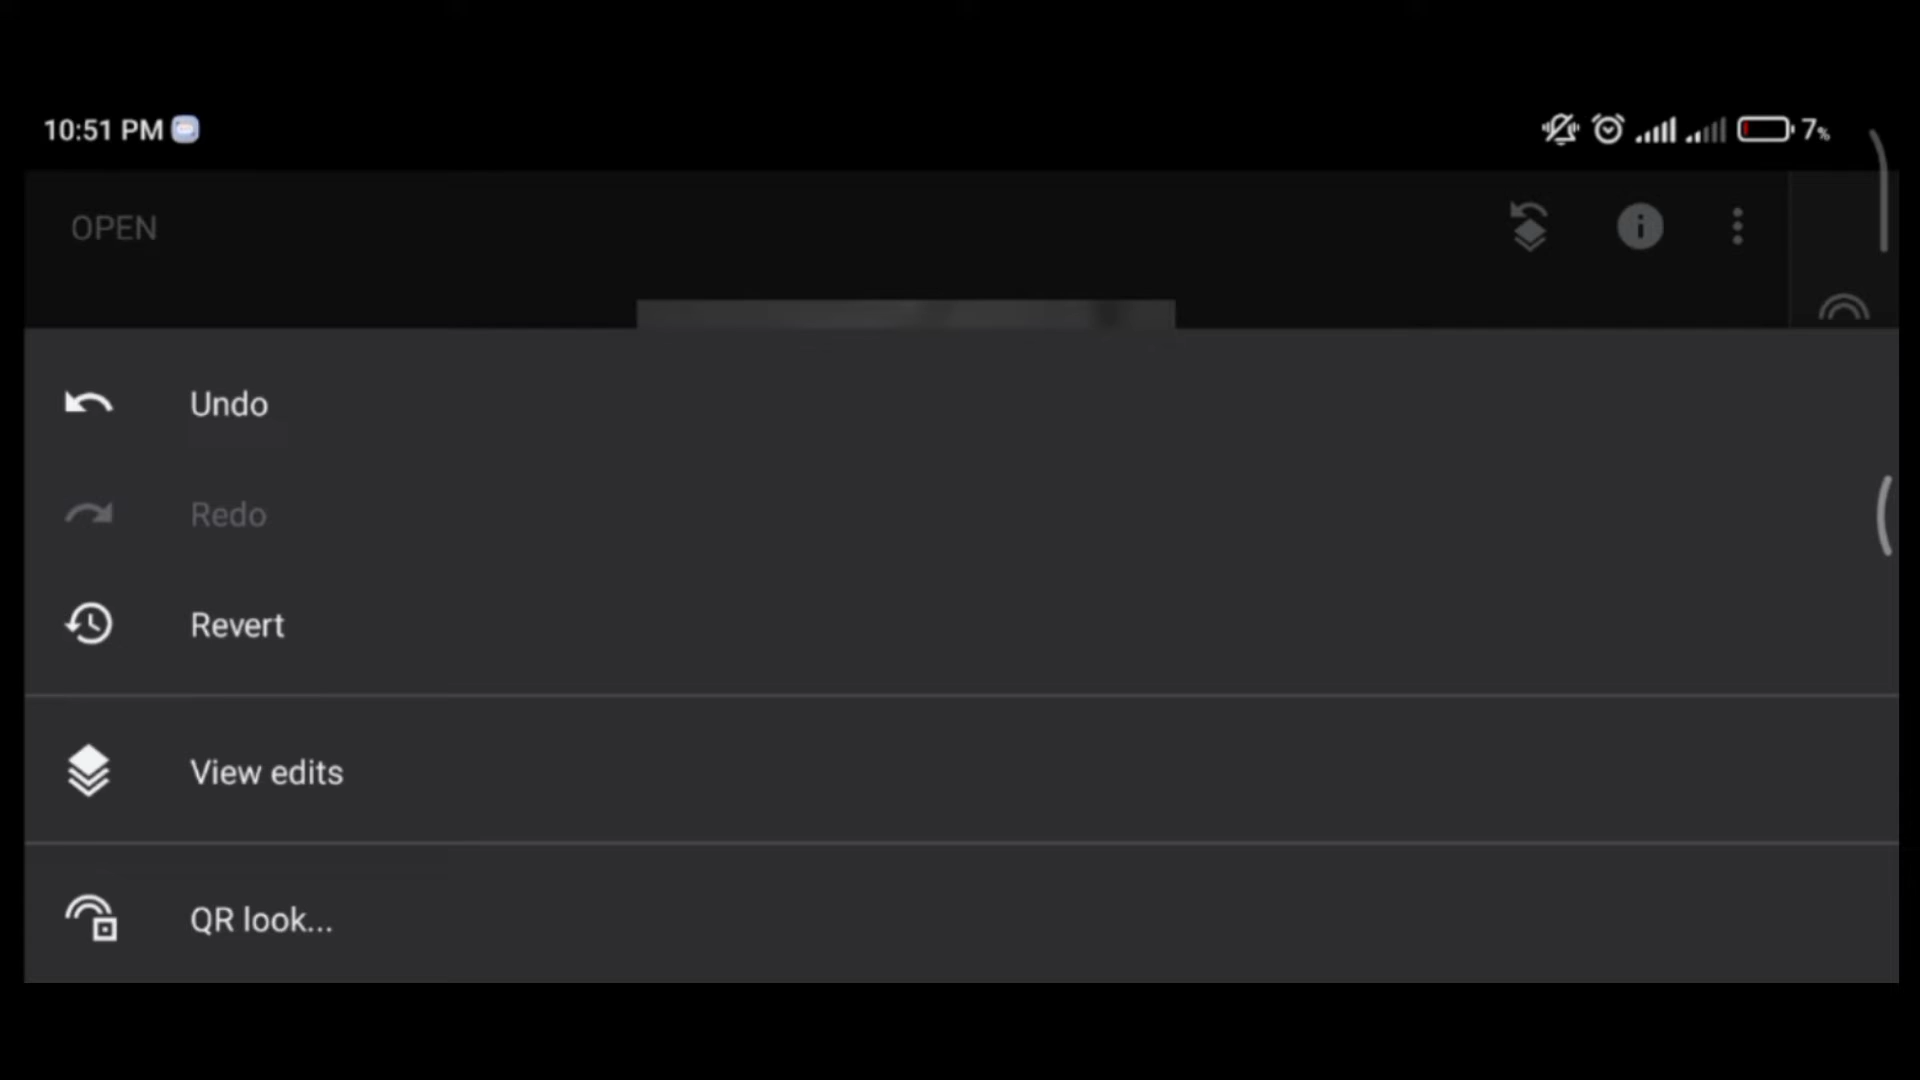 10:51 PM
7%
OPEN
Undo
Redo
Revert
View edits
QR look...